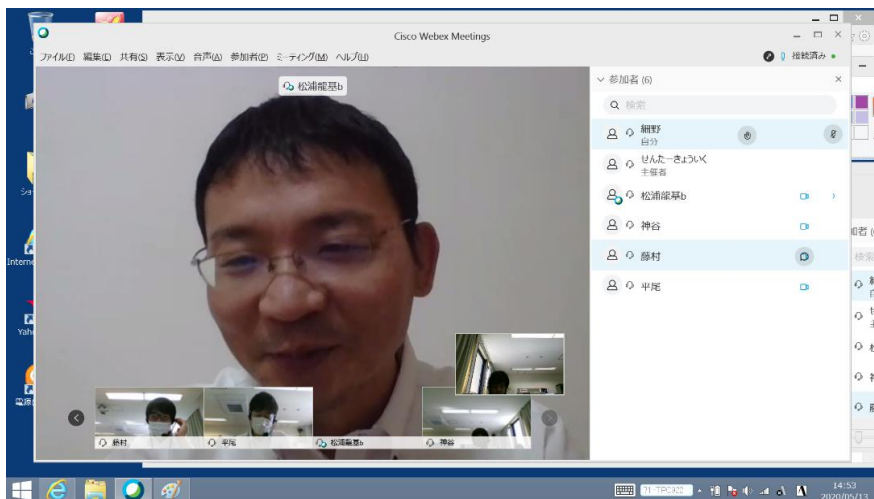 Cisco Webex Meetings
ファイル(F) 編集(E) 共有(S) 表示(V) 音声(A) 参加者(P) ミーティング(M) ヘルプ(H)
接続済み
松浦龍基b
参加者 (6)
検索
細野
自分
せんたーきょういく
主催者
松浦龍基b
神谷
藤村
平尾
藤村
平尾
松浦龍基b
神谷
14:53
2020/05/13